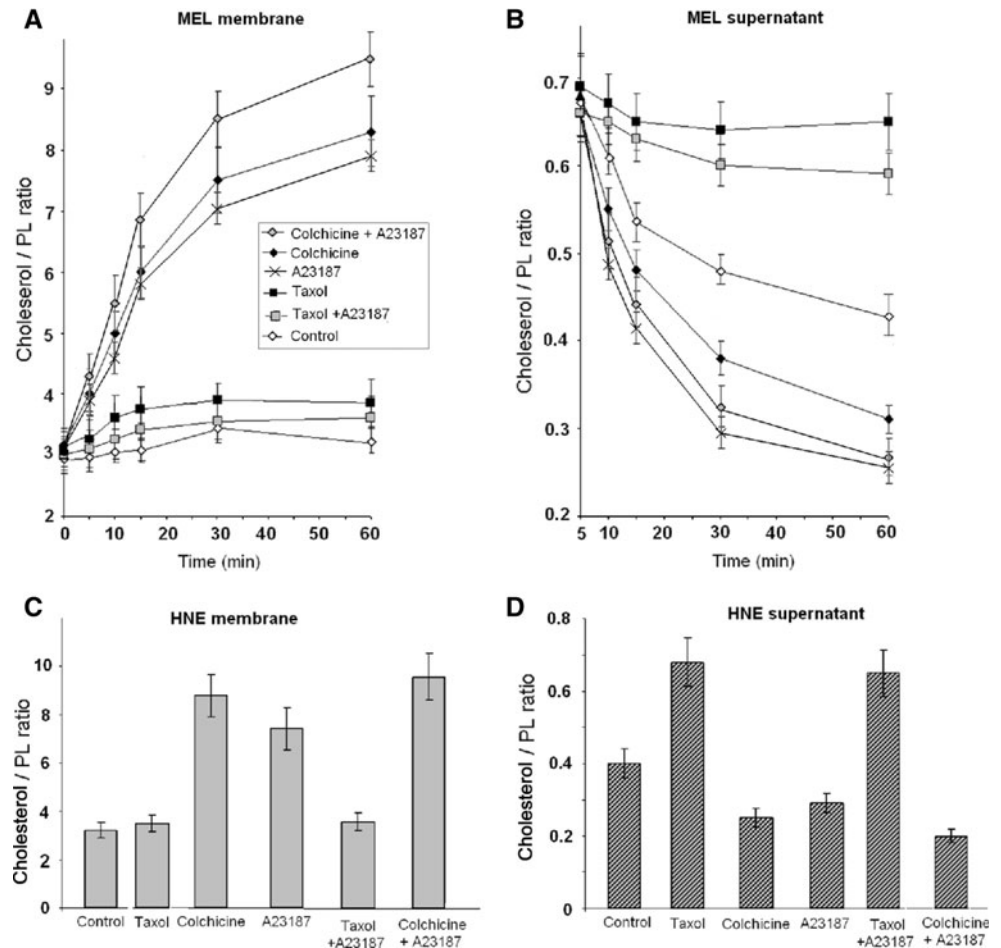 A
MEL membrane
Choleserol / PL ratio
9
8
7
6
5
4
3
2
0
10
20
30
40
50
60
Time (min)
Colchicine + A23187
Colchicine
A23187
Taxol
Taxol +A23187
Control
B
MEL supernatant
Choleserol / PL ratio
0.7
0.6
0.5
0.4
0.3
0.2
5
10
20
30
40
50
60
Time (min)
C
HNE membrane
Cholesterol / PL ratio
10
8
6
4
2
0
Control
Taxol
Colchicine
A23187
Taxol
+A23187
Colchicine
+ A23187
D
HNE supernatant
Cholesterol / PL ratio
0.8
0.6
0.4
0.2
0
Control
Taxol
Colchicine
A23187
Taxol
+A23187
Colchicine
+ A23187